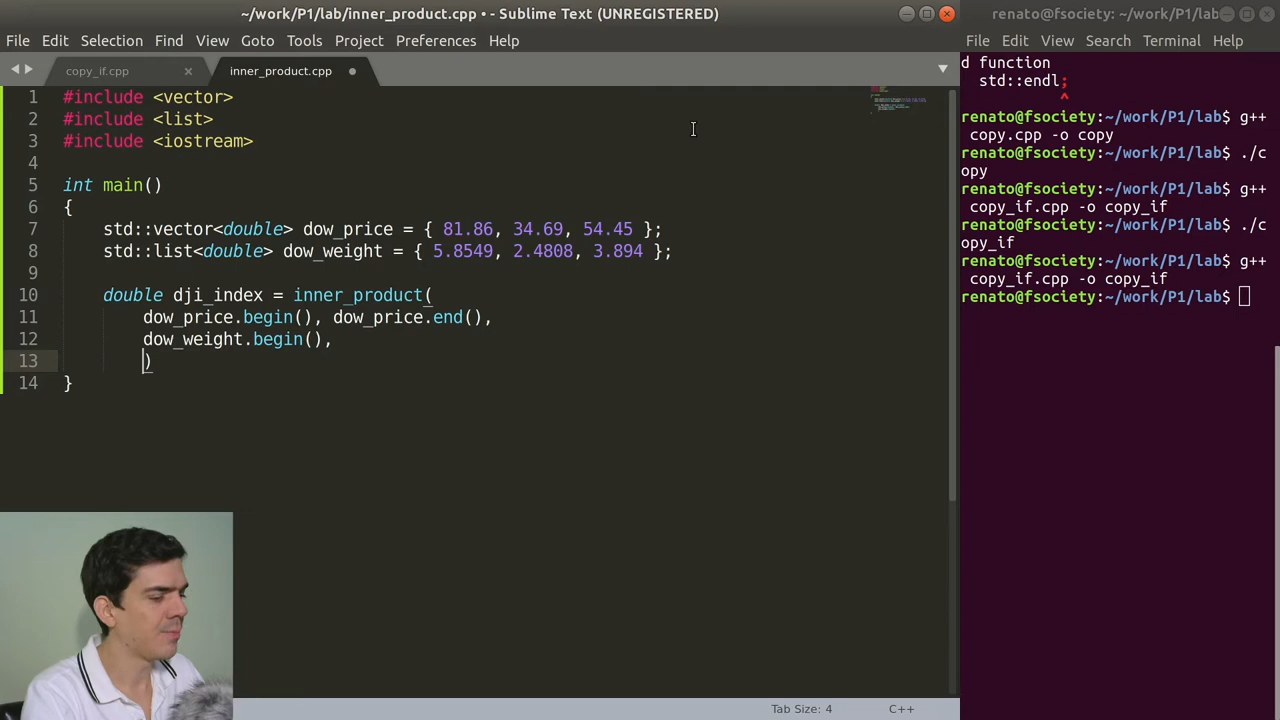 ~/work/P1/lab/inner_product.cpp • - Sublime Text (UNREGISTERED)
File Edit Selection Find View Goto Tools Project Preferences Help
copy_if.cpp × inner_product.cpp
1 #include <vector>
2 #include <list>
3 #include <iostream>
4
5 int main()
6 {
7 std::vector<double> dow_price = { 81.86, 34.69, 54.45 };
8 std::list<double> dow_weight = { 5.8549, 2.4808, 3.894 };
9
10 double dji_index = inner_product(
11 dow_price.begin(), dow_price.end(),
12 dow_weight.begin(),
13 )
14 }
Tab Size: 4 C++
renato@fsociety: ~/work/P1/lab
File Edit View Search Terminal Help
d function
std::endl;
^
renato@fsociety:~/work/P1/lab$ g++
copy.cpp -o copy
renato@fsociety:~/work/P1/lab$ ./c
opy
renato@fsociety:~/work/P1/lab$ g++
copy_if.cpp -o copy_if
renato@fsociety:~/work/P1/lab$ ./c
opy_if
renato@fsociety:~/work/P1/lab$ g++
copy_if.cpp -o copy_if
renato@fsociety:~/work/P1/lab$